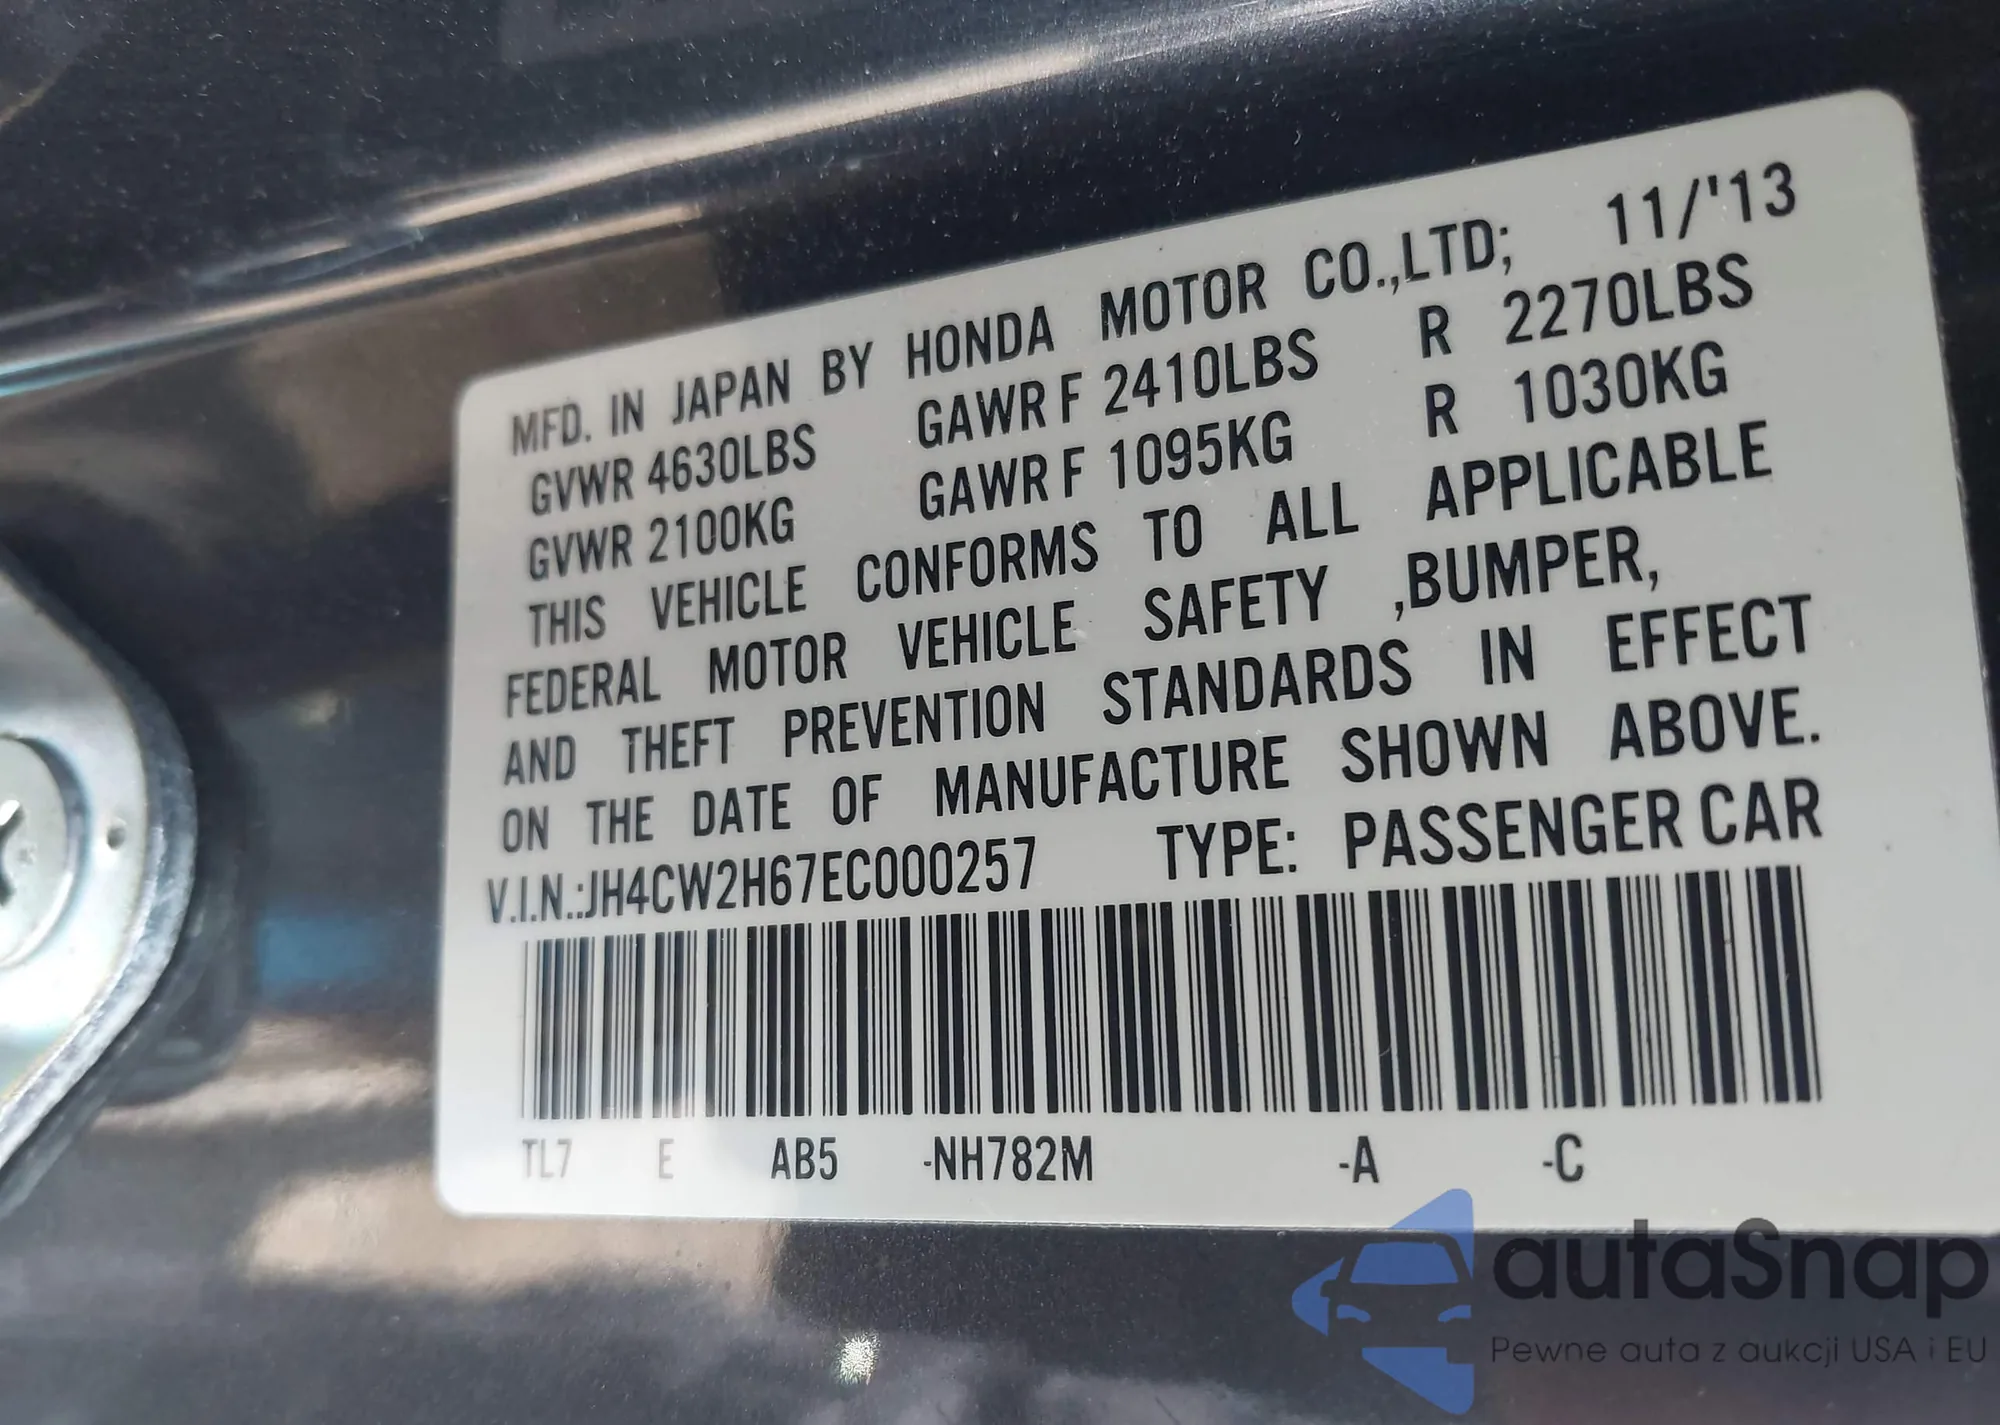 MFD. IN JAPAN BY HONDA MOTOR CO.,LTD; 11/'13
GVWR 4630LBS GAWR F 2410LBS R 2270LBS
GVWR 2100KG GAWR F 1095KG R 1030KG
THIS VEHICLE CONFORMS TO ALL APPLICABLE
FEDERAL MOTOR VEHICLE SAFETY ,BUMPER,
AND THEFT PREVENTION STANDARDS IN EFFECT
ON THE DATE OF MANUFACTURE SHOWN ABOVE.
V.I.N.:JH4CW2H67EC000257 TYPE: PASSENGER CAR
TL7 E AB5 -NH782M -A -C
autaSnap
Pewne auta z aukcji USA i EU